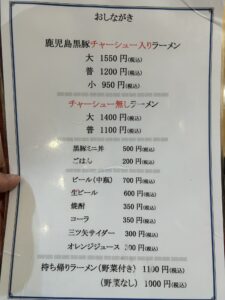 おしながき
鹿児島黒豚チャーシュー入りラーメン
大 1550円(税込)
普 1200円(税込)
小 950円(税込)
チャーシュー無しラーメン
大 1400円(税込)
普 1100円(税込)
黒豚ミニ丼 500円(税込)
ごはん 200円(税込)
ビール(中瓶) 700円(税込)
生ビール 600円(税込)
焼酎 350円(税込)
コーラ 350円(税込)
三ツ矢サイダー 300円(税込)
オレンジジュース 200円(税込)
持ち帰りラーメン(野菜付き) 1100円(税込)
(野菜なし) 1000円(税込)